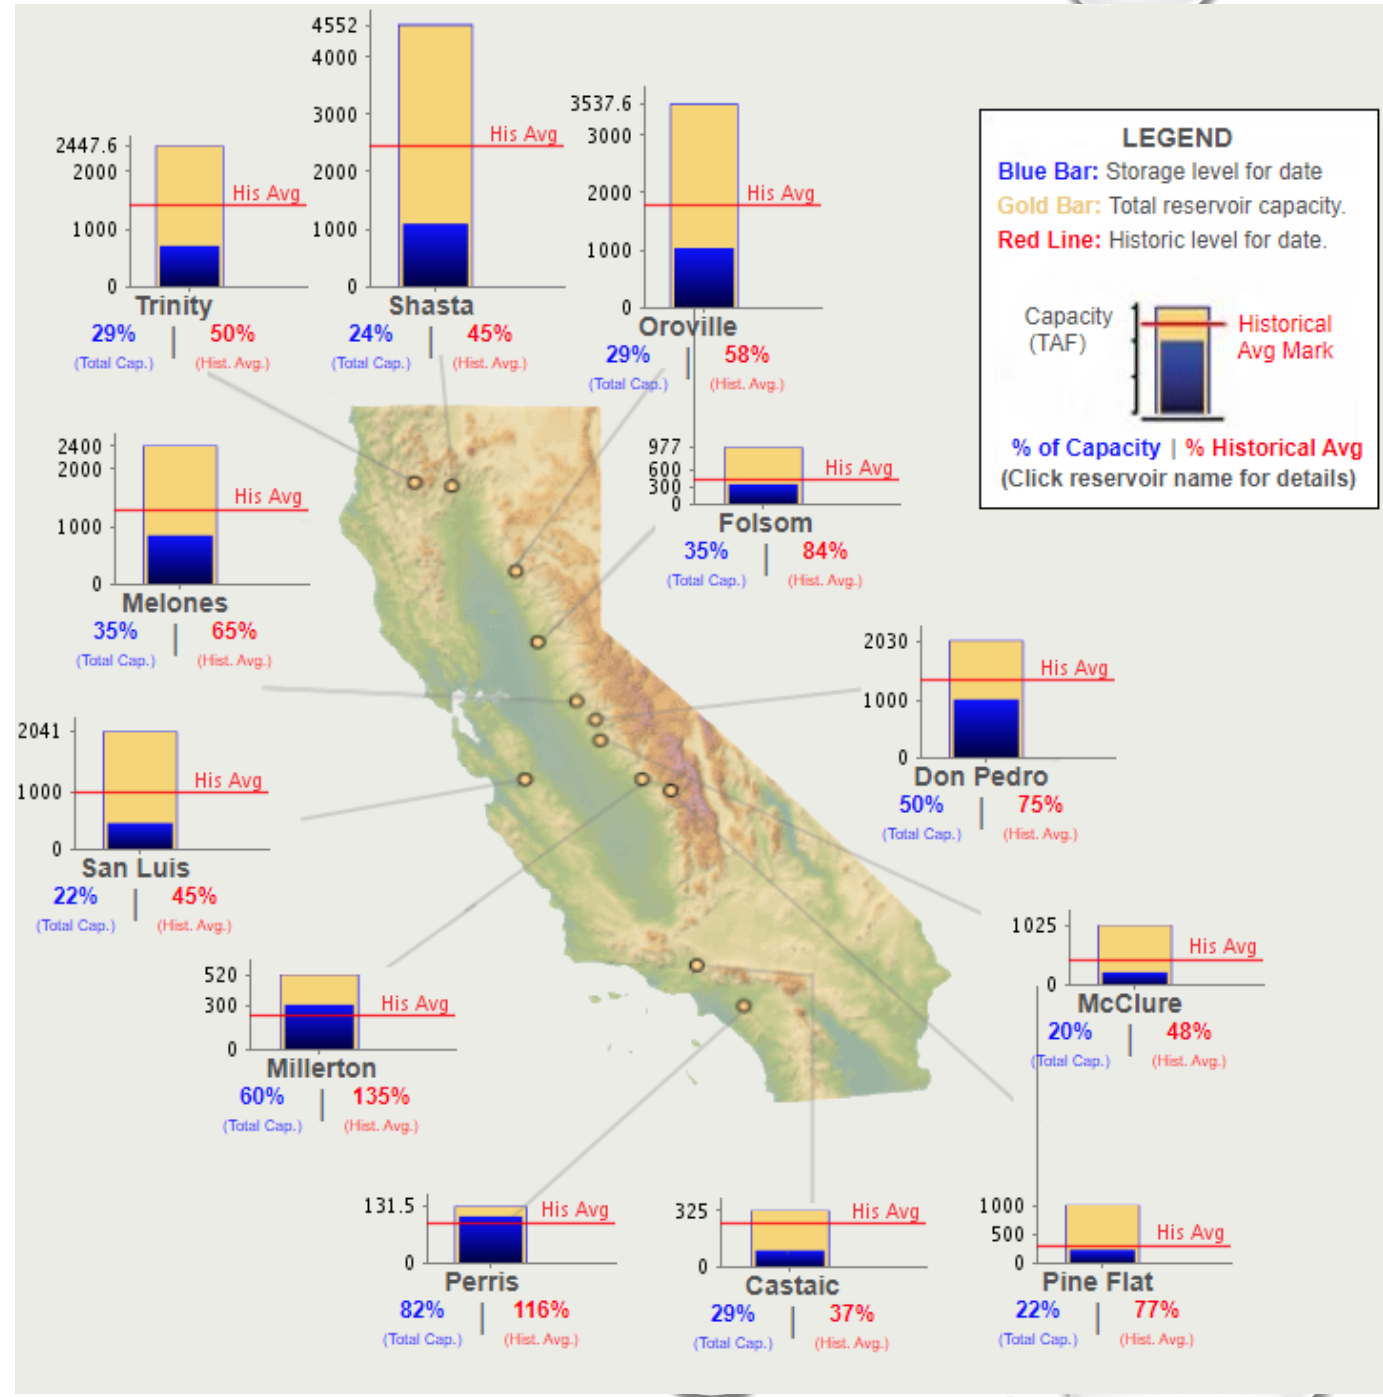 4552
4000
3000
2000
1000
0
His Avg
Shasta
24% | 45%
(Total Cap.) (Hist. Avg.)
2447.6
2000
1000
0
His Avg
Trinity
29% | 50%
(Total Cap.) (Hist. Avg.)
3537.6
3000
2000
1000
0
His Avg
Oroville
29% | 58%
(Total Cap.) (Hist. Avg.)
LEGEND
Blue Bar: Storage level for date
Gold Bar: Total reservoir capacity.
Red Line: Historic level for date.
Capacity
(TAF)
Historical
Avg Mark
% of Capacity | % Historical Avg
(Click reservoir name for details)
2400
2000
1000
0
His Avg
Melones
35% | 65%
(Total Cap.) (Hist. Avg.)
977
600
300
0
His Avg
Folsom
35% | 84%
(Total Cap.) (Hist. Avg.)
2030
1000
0
His Avg
Don Pedro
50% | 75%
(Total Cap.) (Hist. Avg.)
2041
1000
0
His Avg
San Luis
22% | 45%
(Total Cap.) (Hist. Avg.)
1025
0
His Avg
McClure
20% | 48%
(Total Cap.) (Hist. Avg.)
520
300
0
His Avg
Millerton
60% | 135%
(Total Cap.) (Hist. Avg.)
131.5
0
His Avg
Perris
82% | 116%
(Total Cap.) (Hist. Avg.)
325
0
His Avg
Castaic
29% | 37%
(Total Cap.) (Hist. Avg.)
1000
500
0
His Avg
Pine Flat
22% | 77%
(Total Cap.) (Hist. Avg.)